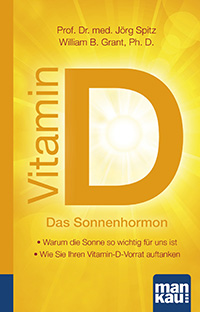 Prof. Dr. med. Jörg Spitz
William B. Grant, Ph. D.
Vitamin
D
Das Sonnenhormon
• Warum die Sonne so wichtig für uns ist
• Wie Sie Ihren Vitamin-D-Vorrat auftanken
man
kau